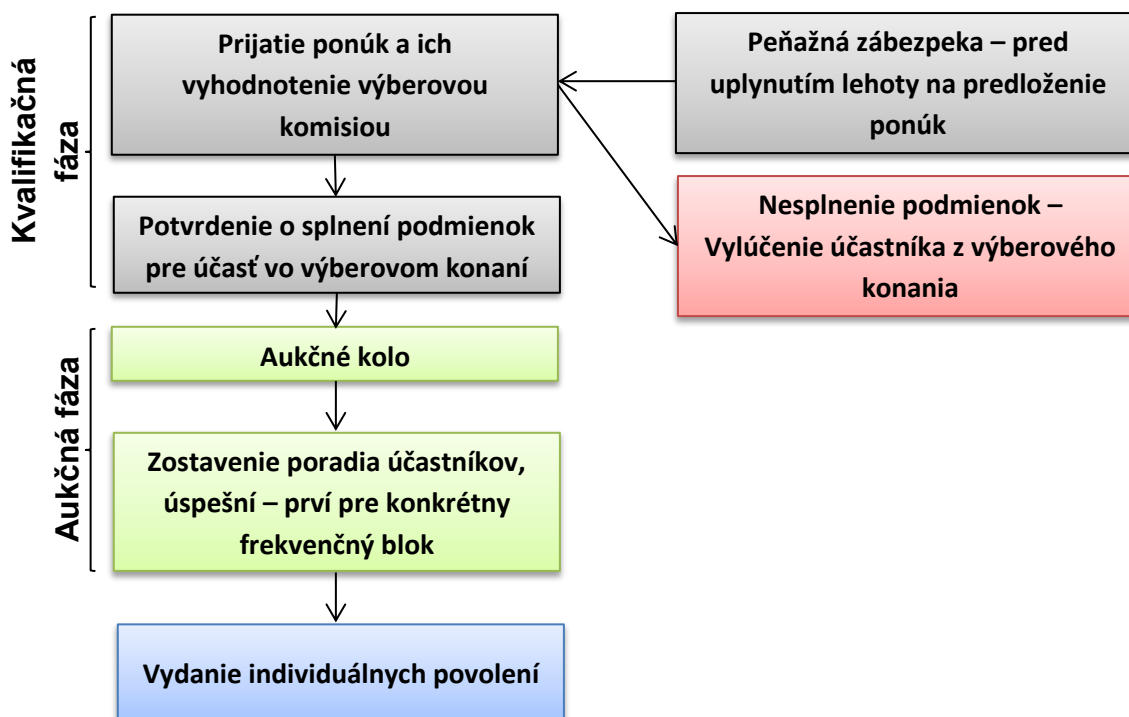 Kvalifikačná
fáza
Prijatie ponúk a ich
vyhodnotenie výberovou
komisiou
Peňažná zábezpeka – pred
uplynutím lehoty na predloženie
ponúk
Potvrdenie o splnení podmienok
pre účasť vo výberovom konaní
Nesplnenie podmienok –
Vylúčenie účastníka z výberového
konania
Aukčná fáza
Aukčné kolo
Zostavenie poradia účastníkov,
úspešní – prví pre konkrétny
frekvenčný blok
Vydanie individuálnych povolení